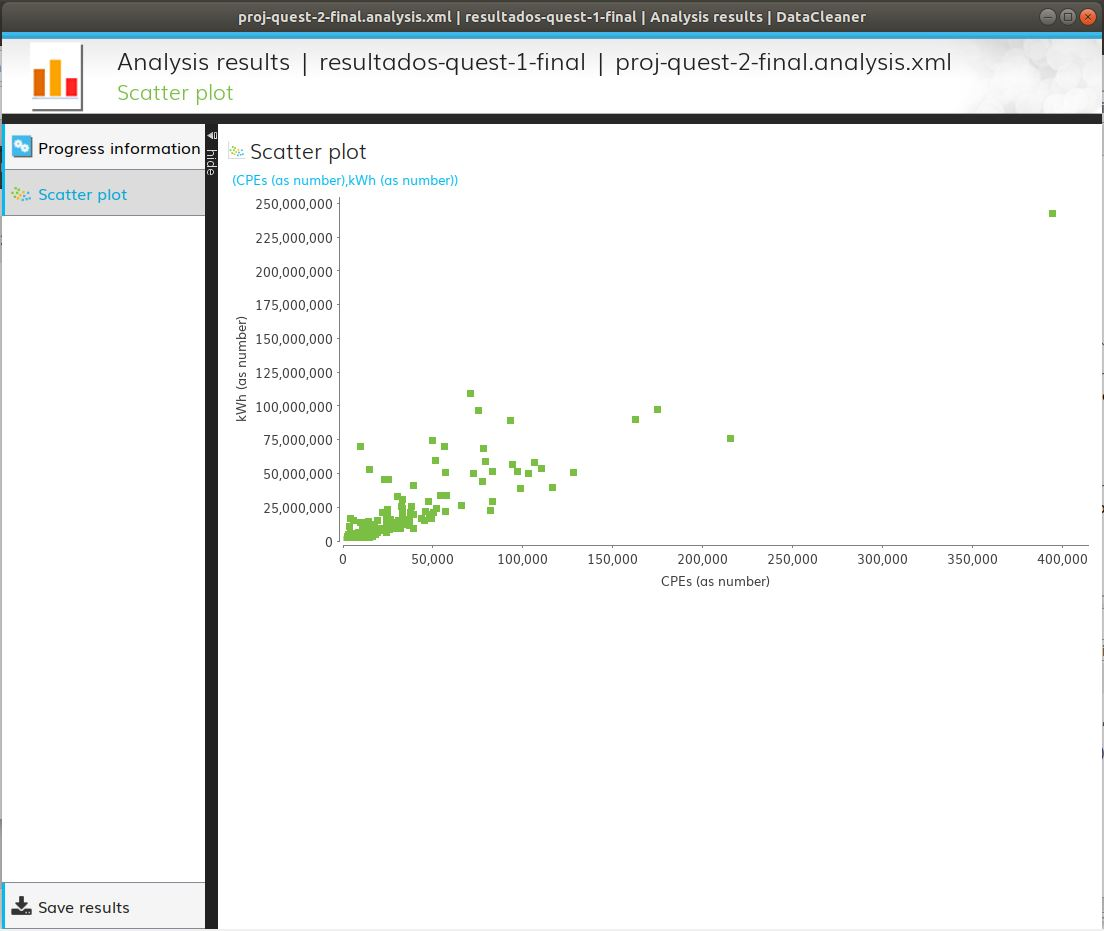 proj-quest-2-final.analysis.xml | resultados-quest-1-final | Analysis results | DataCleaner
Analysis results | resultados-quest-1-final | proj-quest-2-final.analysis.xml
Scatter plot
Progress information
Scatter plot
hide
Scatter plot
(CPEs (as number),kWh (as number))
250,000,000
225,000,000
200,000,000
175,000,000
150,000,000
125,000,000
100,000,000
75,000,000
50,000,000
25,000,000
0
kWh (as number)
0 50,000 100,000 150,000 200,000 250,000 300,000 350,000 400,000
CPEs (as number)
Save results